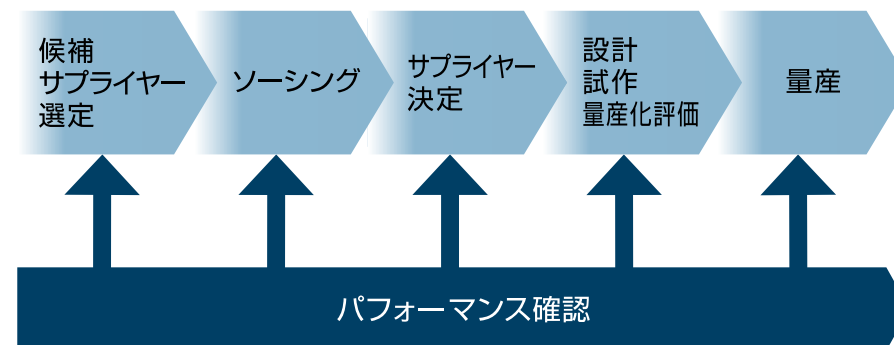 候補
サプライヤー
選定
ソーシング
サプライヤー
決定
設計
試作
量産化評価
量産
パフォーマンス確認